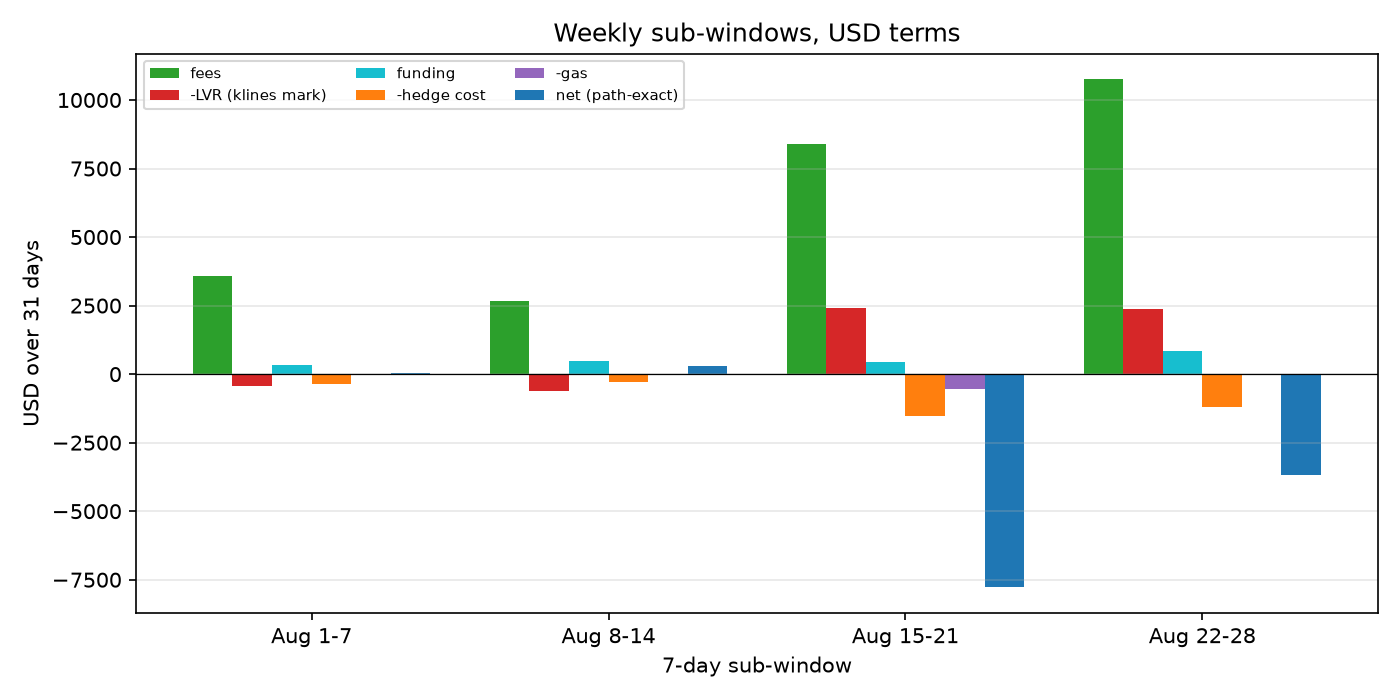 Weekly sub-windows, USD terms
fees
-LVR (klines mark)
funding
-hedge cost
-gas
net (path-exact)
USD over 31 days
10000
7500
5000
2500
0
−2500
−5000
−7500
Aug 1-7
Aug 8-14
Aug 15-21
Aug 22-28
7-day sub-window